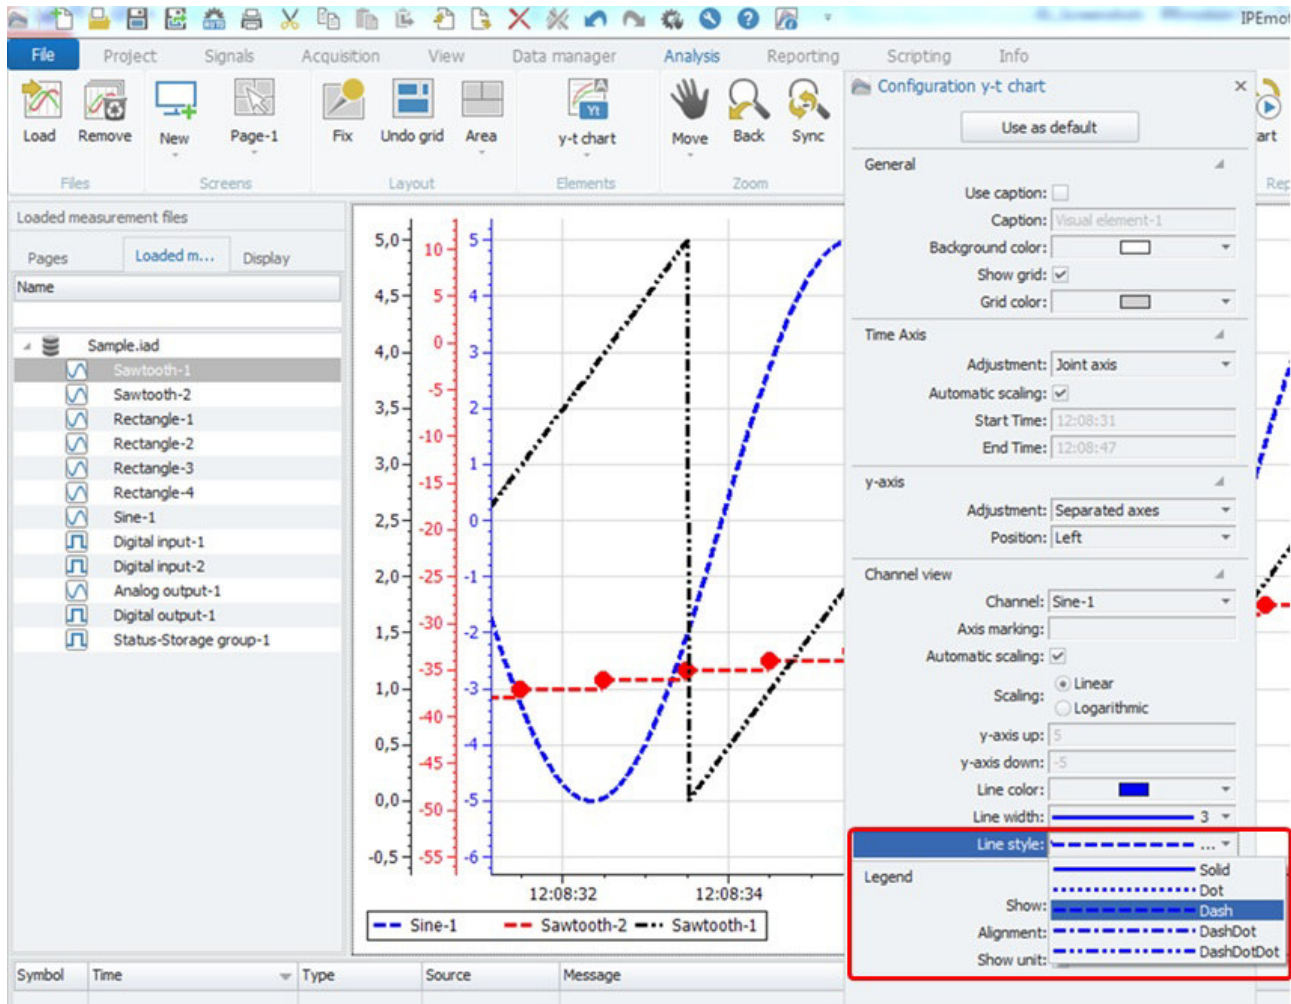 IPEmot
File Project Signals Acquisition View Data manager Analysis Reporting Scripting Info
Load Remove New Page-1 Fix Undo grid Area y-t chart Move Back Sync art
Yt
Files Screens Layout Elements Zoom Rep
Loaded measurement files
Pages Loaded m... Display
Name
Sample.iad
Sawtooth-1
Sawtooth-2
Rectangle-1
Rectangle-2
Rectangle-3
Rectangle-4
Sine-1
Digital input-1
Digital input-2
Analog output-1
Digital output-1
Status-Storage group-1
5,0
4,5
4,0
3,5
3,0
2,5
2,0
1,5
1,0
0,5
0,0
-0,5
10
5
0
-5
-10
-15
-20
-25
-30
-35
-40
-45
-50
-55
5
4
3
2
1
0
-1
-2
-3
-4
-5
-6
12:08:32 12:08:34
Sine-1 Sawtooth-2 Sawtooth-1
Configuration y-t chart
Use as default
General
Use caption:
Caption: Visual element-1
Background color:
Show grid:
Grid color:
Time Axis
Adjustment: Joint axis
Automatic scaling:
Start Time: 12:08:31
End Time: 12:08:47
y-axis
Adjustment: Separated axes
Position: Left
Channel view
Channel: Sine-1
Axis marking:
Automatic scaling:
Scaling: Linear
Logarithmic
y-axis up: 5
y-axis down: -5
Line color:
Line width: 3
Line style: ...
Legend
Show:
Alignment:
Show unit:
Solid
Dot
Dash
DashDot
DashDotDot
Symbol Time Type Source Message